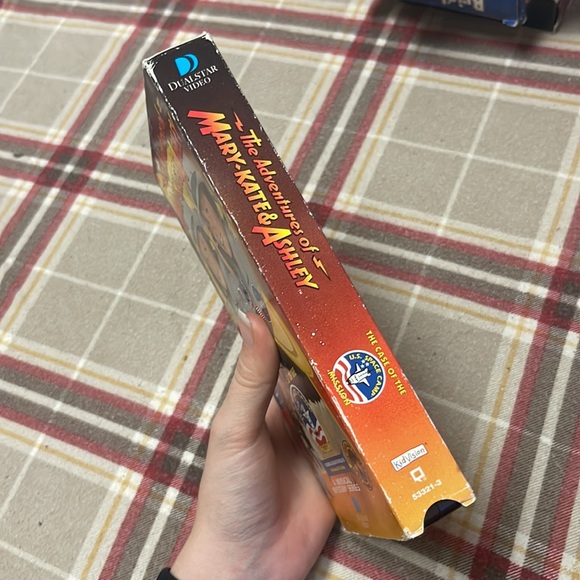 DUALSTAR
VIDEO
The Adventures of
MARY-KATE & ASHLEY
THE CASE OF THE
U.S. SPACE CAMP
MISSION
KidVision
53321-3